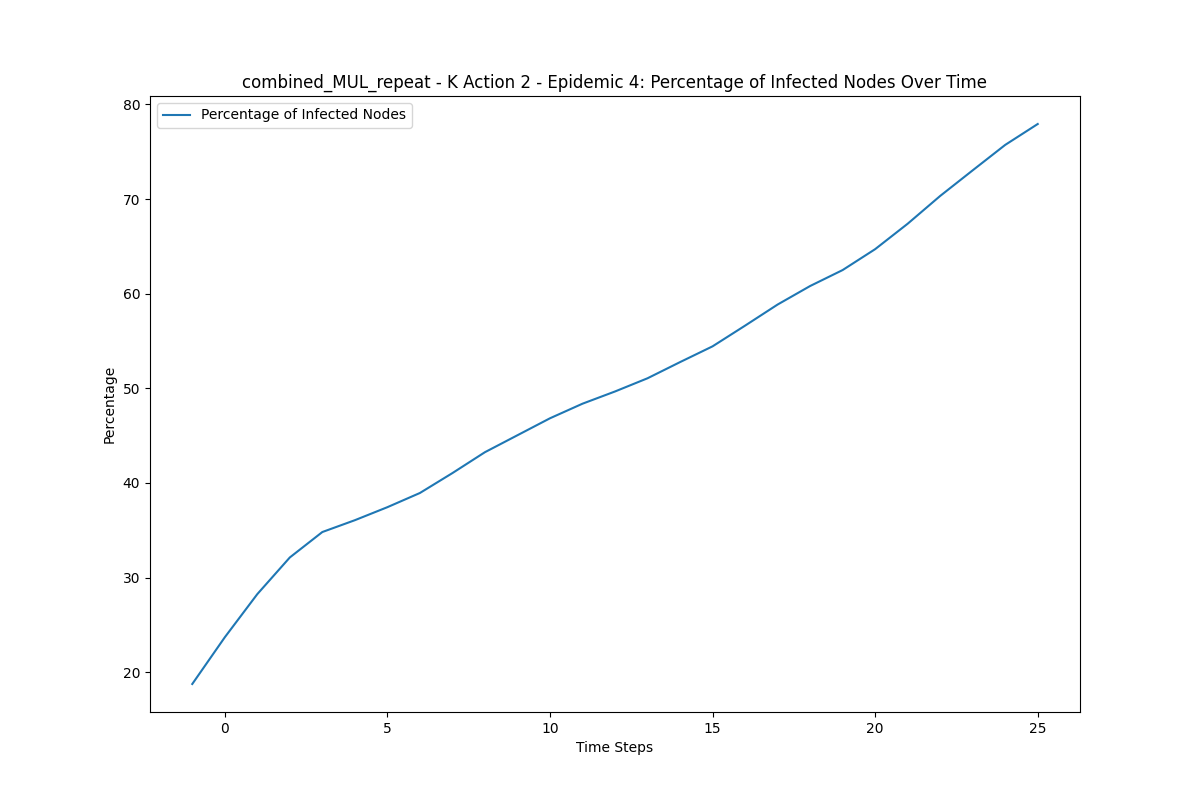 combined_MUL_repeat - K Action 2 - Epidemic 4: Percentage of Infected Nodes Over Time
Percentage of Infected Nodes
80
70
60
50
40
30
20
Percentage
0 5 10 15 20 25
Time Steps